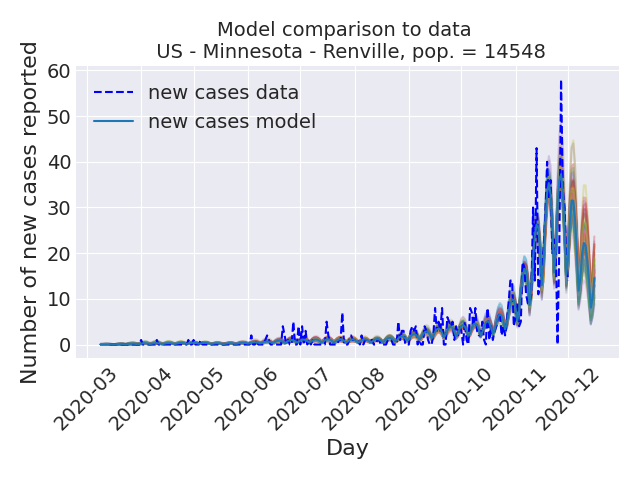 Model comparison to data
US - Minnesota - Renville, pop. = 14548
Number of new cases reported
60
50
40
30
20
10
0
new cases data
new cases model
2020-03
2020-04
2020-05
2020-06
2020-07
2020-08
2020-09
2020-10
2020-11
2020-12
Day